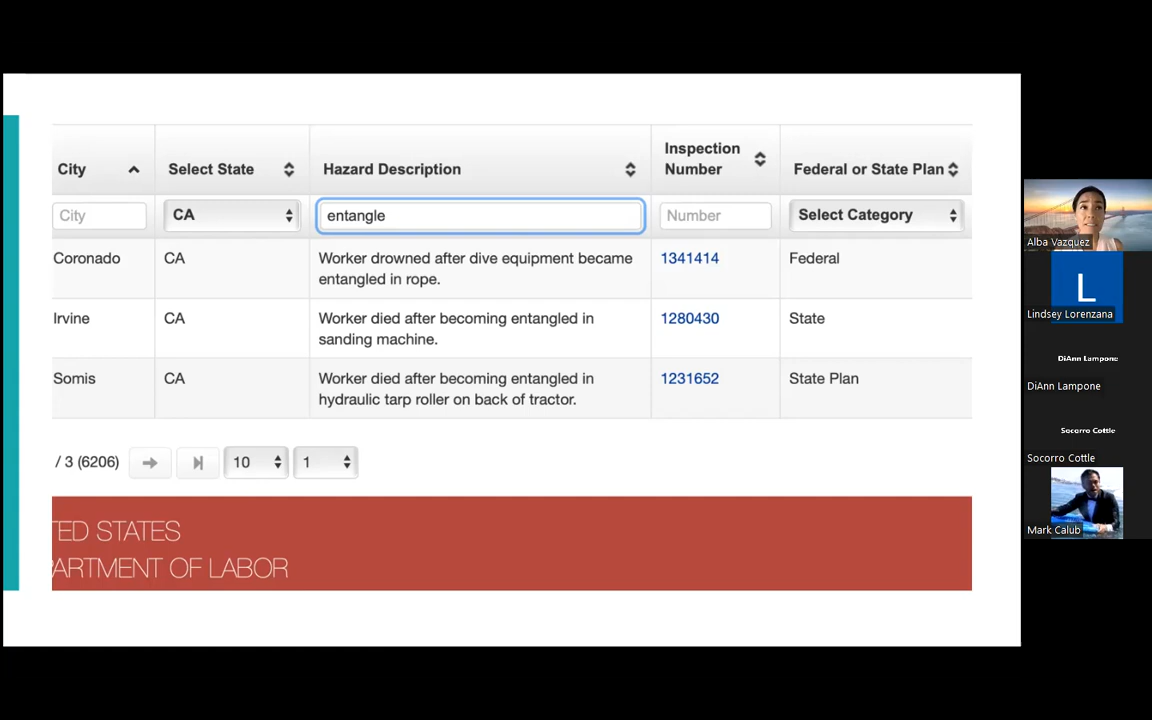 City
Select State
Hazard Description
Inspection
Number
Federal or State Plan
City
CA
entangle
Number
Select Category
Coronado
CA
Worker drowned after dive equipment became
entangled in rope.
1341414
Federal
Irvine
CA
Worker died after becoming entangled in
sanding machine.
1280430
State
Somis
CA
Worker died after becoming entangled in
hydraulic tarp roller on back of tractor.
1231652
State Plan
/ 3 (6206)
10
1
TED STATES
PARTMENT OF LABOR
Alba Vazquez
L
Lindsey Lorenzana
DiAnn Lampone
DiAnn Lampone
Socorro Cottle
Socorro Cottle
Mark Calub